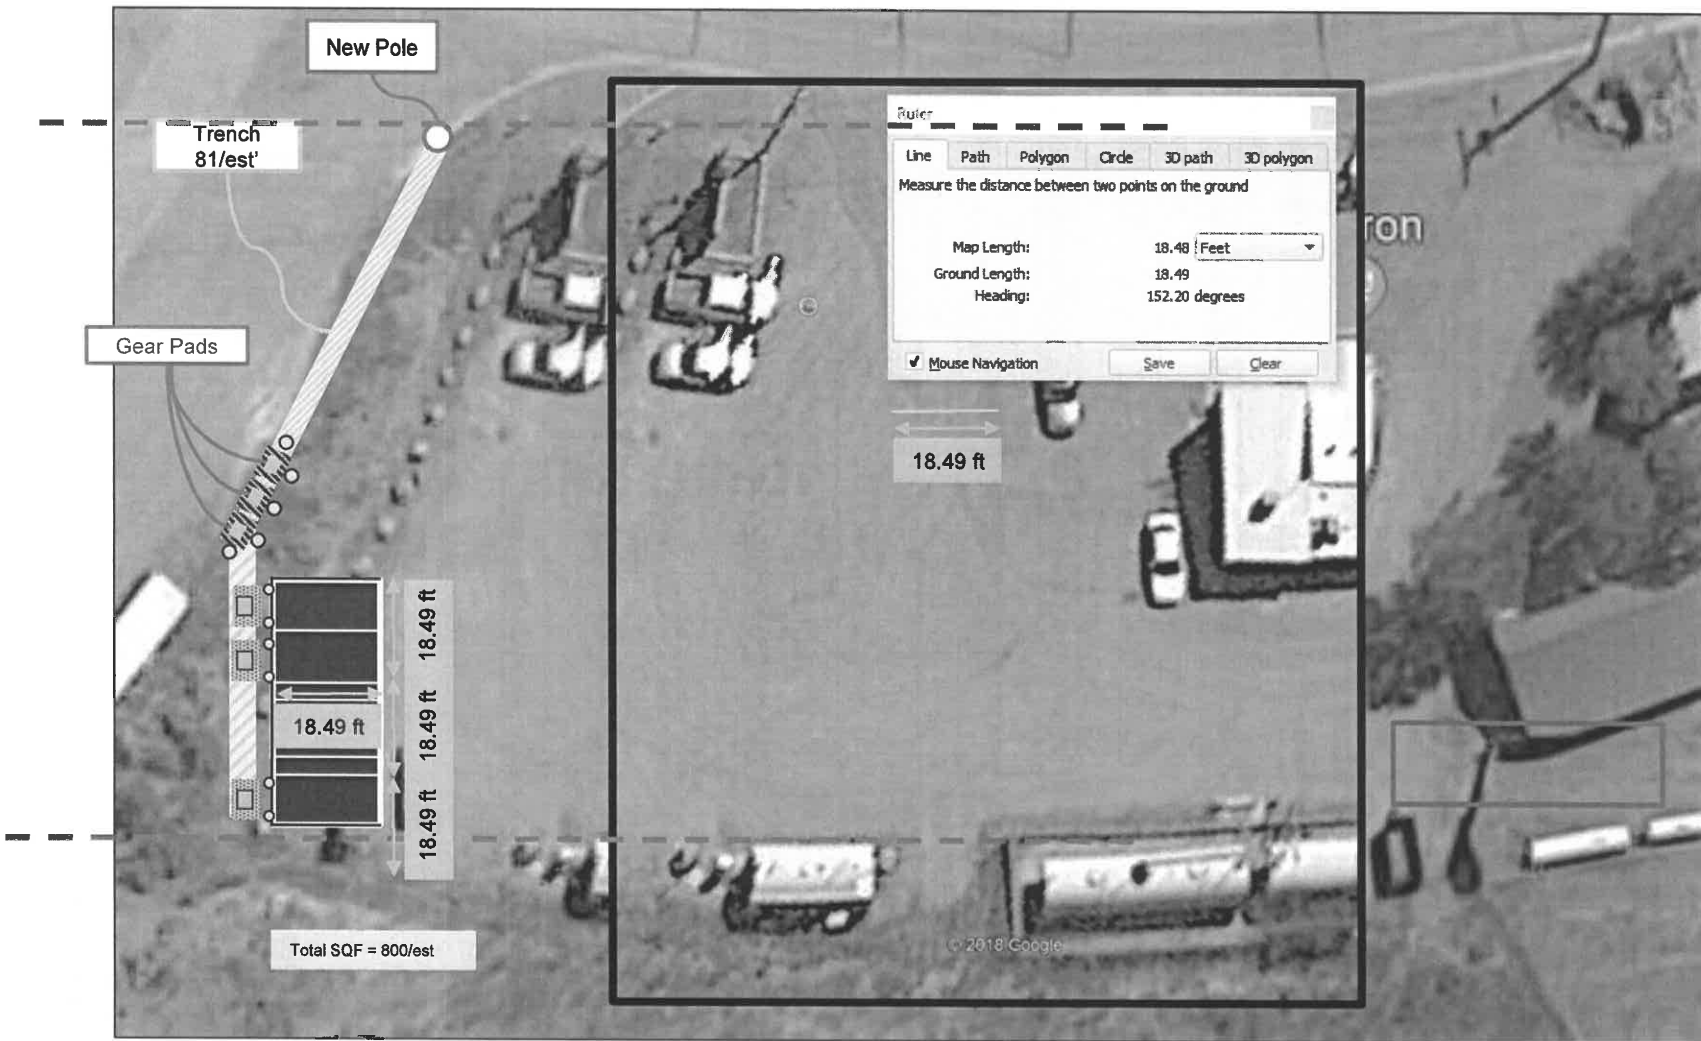 New Pole
Trench
81/est'
Gear Pads
Ruler
Line
Path
Polygon
Circle
3D path
3D polygon
Measure the distance between two points on the ground
Map Length:
18.48
Feet
Ground Length:
18.49
Heading:
152.20 degrees
Mouse Navigation
Save
Clear
ron
18.49 ft
18.49 ft
18.49 ft
18.49 ft
18.49 ft
Total SQF = 800/est
© 2018 Google